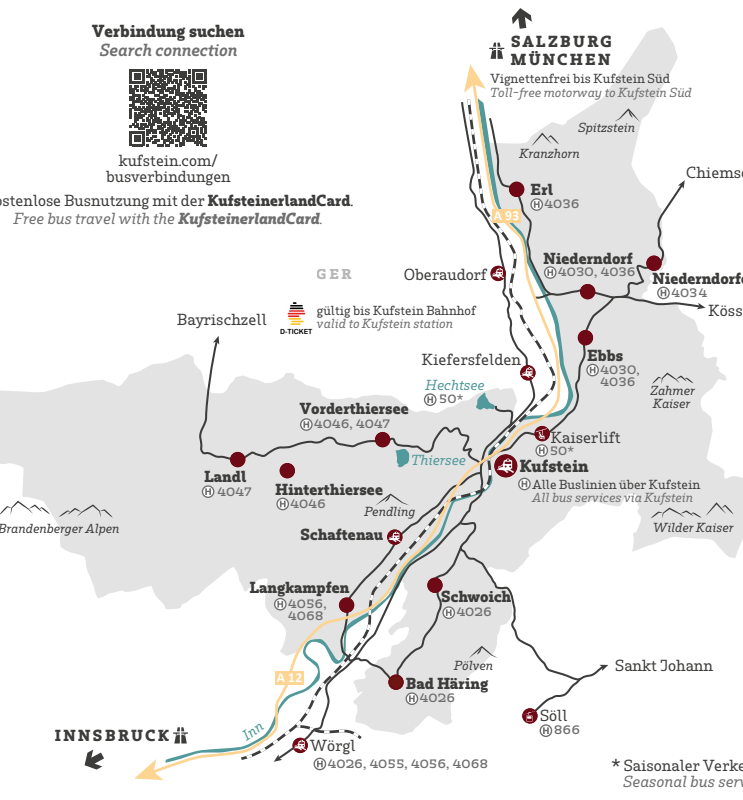 Verbindung suchen
Search connection
kufstein.com/
busverbindungen
ostenlose Busnutzung mit der KufsteinerlandCard.
Free bus travel with the KufsteinerlandCard.
SALZBURG
MÜNCHEN
Vignettenfrei bis Kufstein Süd
Toll-free motorway to Kufstein Süd
Spitzstein
Kranzhorn
Chiemse
Erl
H 4036
A 93
Niederndorf
H 4030, 4036
Oberaudorf
Niederndorfe
H 4034
Köss
GER
D-TICKET
gültig bis Kufstein Bahnhof
valid to Kufstein station
Bayrischzell
Ebbs
H 4030,
4036
Kiefersfelden
Hechtsee
H 50*
Zahmer
Kaiser
Vorderthiersee
H 4046, 4047
Kaiserlift
H 50*
Thiersee
Kufstein
H Alle Buslinien über Kufstein
All bus services via Kufstein
Landl
H 4047
Hinterthiersee
H 4046
Pendling
Brandenberger Alpen
Wilder Kaiser
Schaftenau
Langkampfen
H 4056,
4068
Schwoich
H 4026
Pölven
Sankt Johann
A 12
Bad Häring
H 4026
Söll
H 866
Inn
INNSBRUCK
Wörgl
H 4026, 4055, 4056, 4068
* Saisonaler Verke
Seasonal bus serv